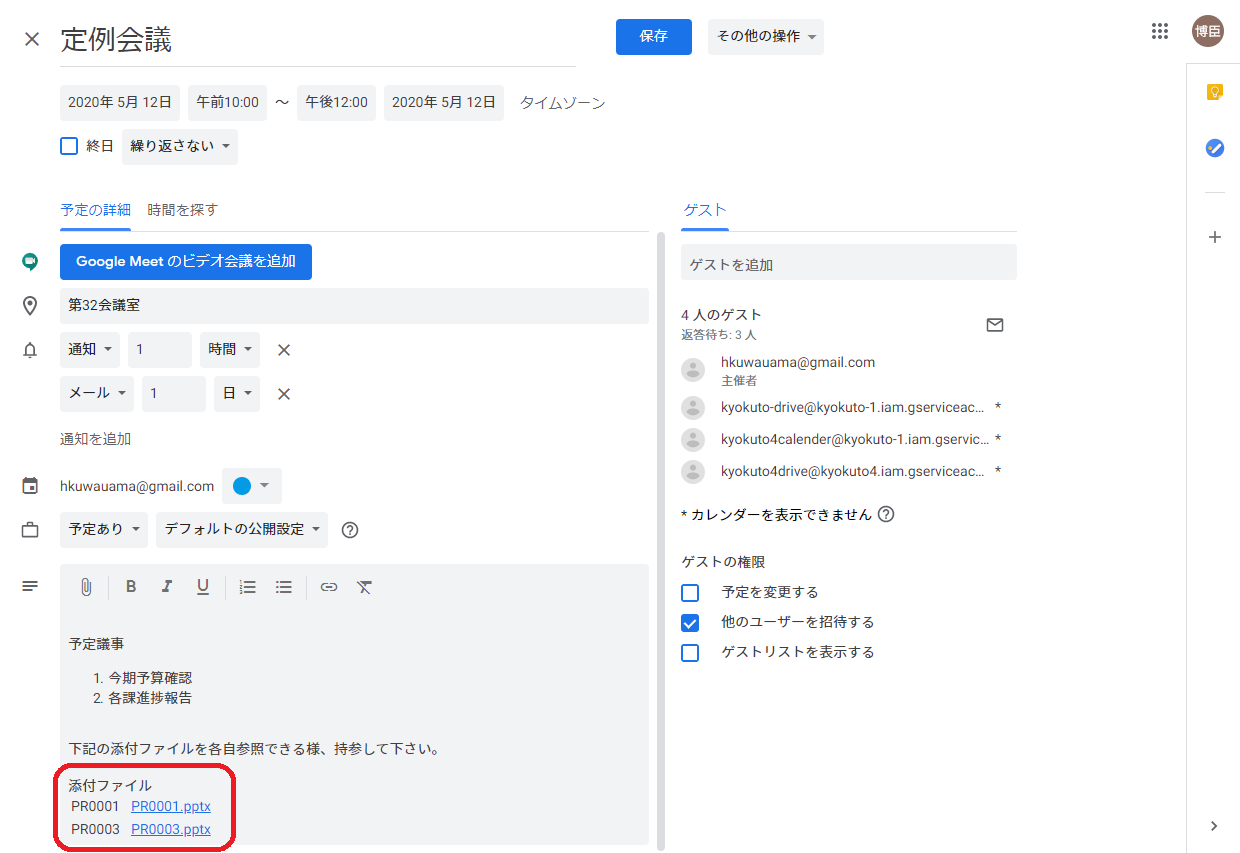 定例会議
保存
その他の操作
博臣
2020年 5月 12日 午前10:00 ～ 午後12:00 2020年 5月 12日 タイムゾーン
終日 繰り返さない
予定の詳細 時間を探す
Google Meet のビデオ会議を追加
第32会議室
通知 1 時間
メール 1 日
通知を追加
hkuwauama@gmail.com
予定あり デフォルトの公開設定
B I U
予定議事
1. 今期予算確認
2. 各課進捗報告
下記の添付ファイルを各自参照できる様、持参して下さい。
添付ファイル
PR0001 PR0001.pptx
PR0003 PR0003.pptx
ゲスト
ゲストを追加
4 人のゲスト
返答待ち: 3 人
hkuwauama@gmail.com
主催者
kyokuto-drive@kyokuto-1.iam.gserviceac... *
kyokuto4calender@kyokuto-1.iam.gservic... *
kyokuto4drive@kyokuto4.iam.gserviceac... *
* カレンダーを表示できません
ゲストの権限
予定を変更する
他のユーザーを招待する
ゲストリストを表示する